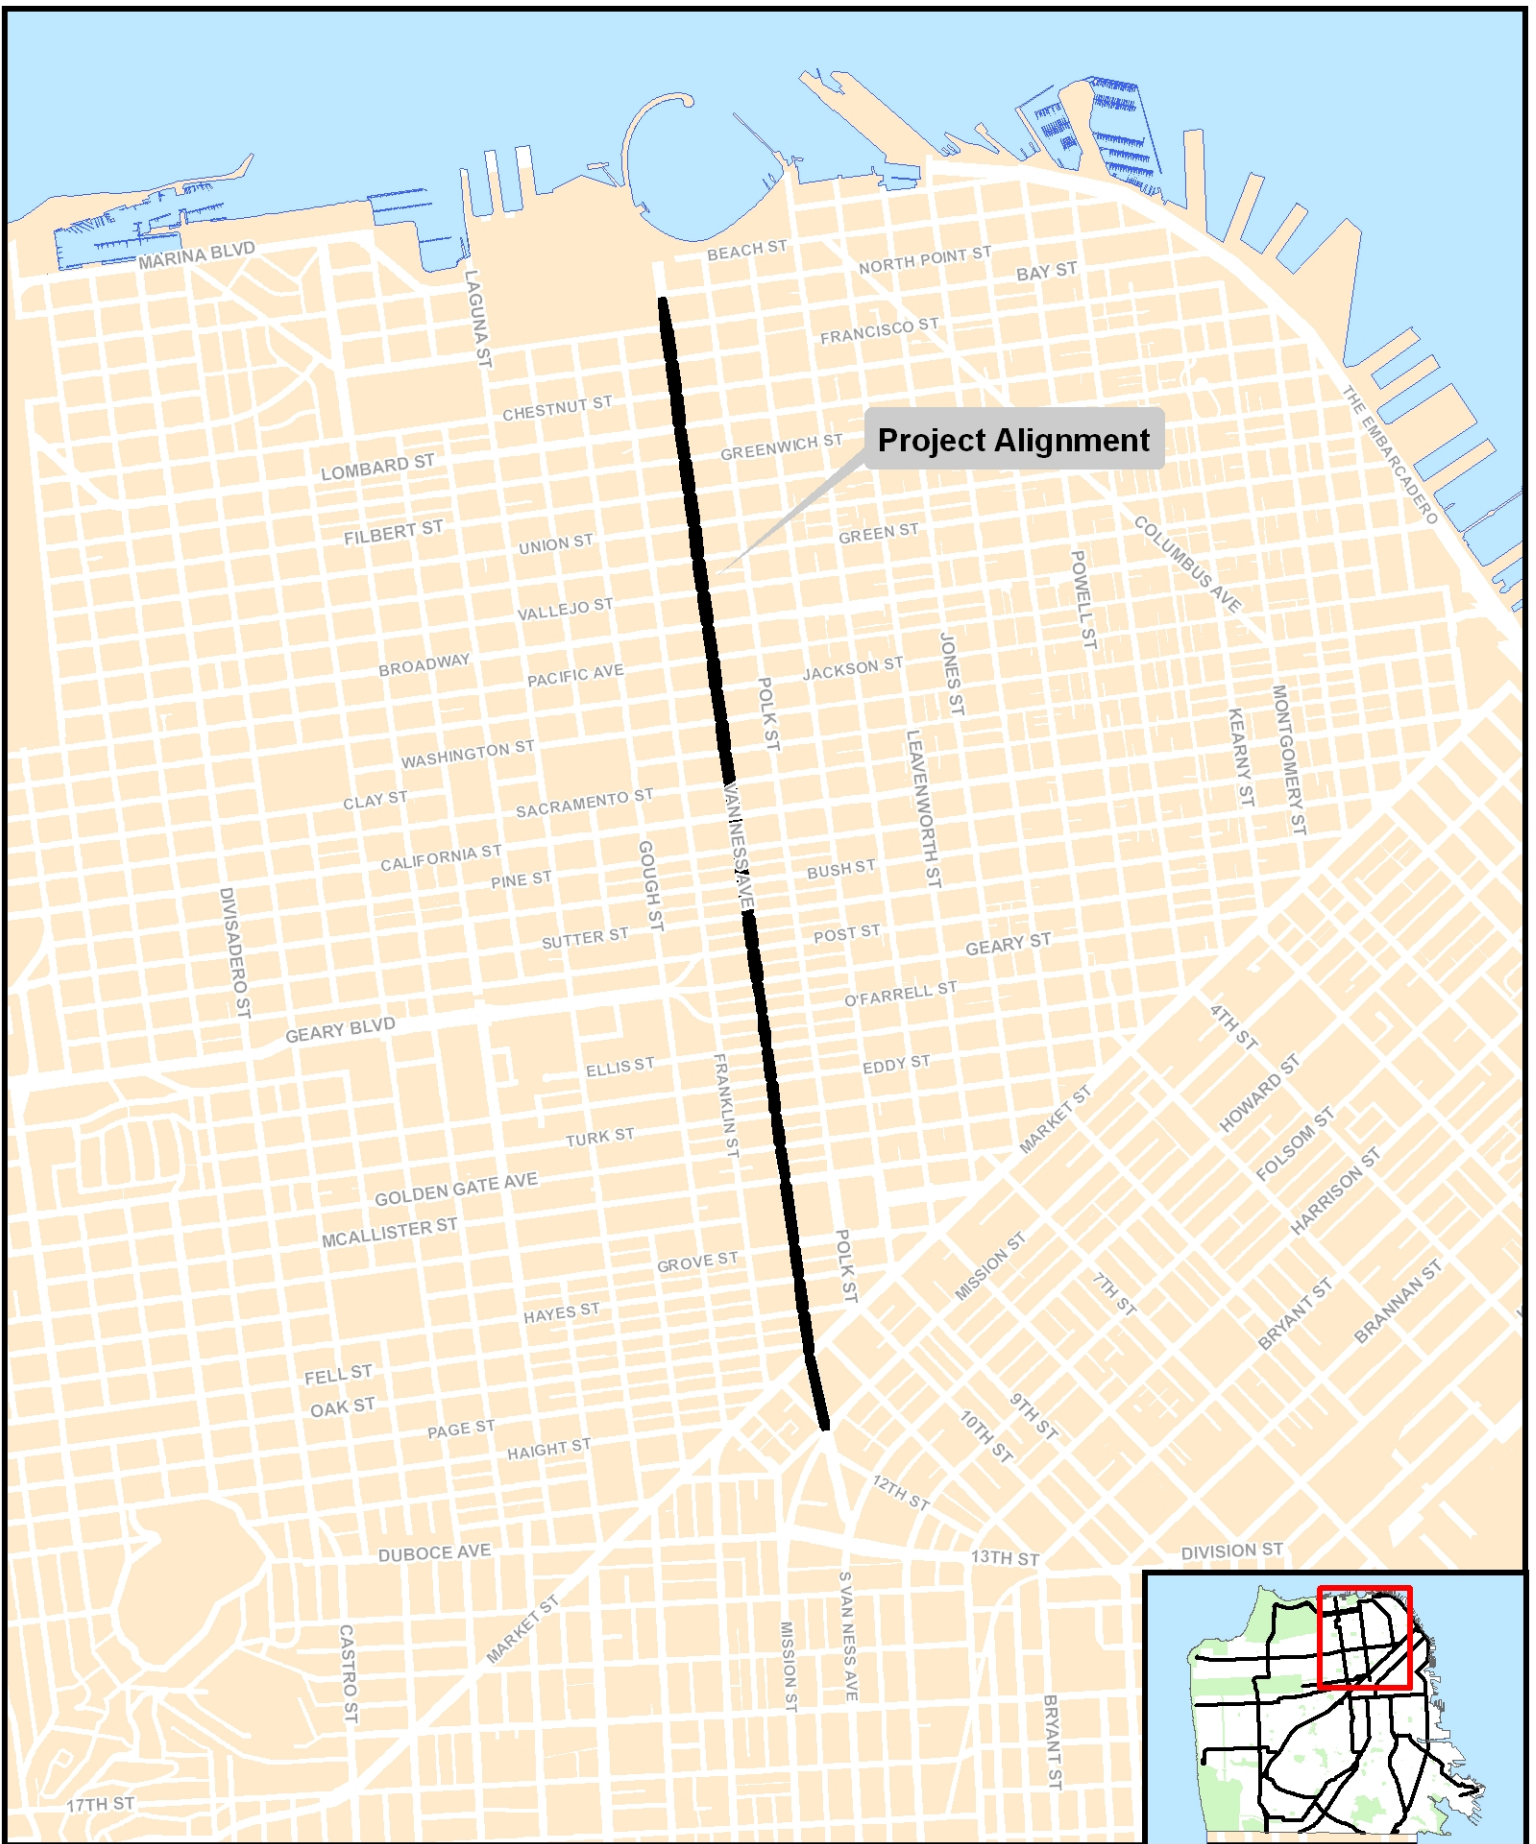 MARINA BLVD
BEACH ST
NORTH POINT ST
BAY ST
LAGUNA ST
FRANCISCO ST
CHESTNUT ST
THE EMBARCADERO
Project Alignment
GREENWICH ST
LOMBARD ST
FILBERT ST
UNION ST
GREEN ST
COLUMBUS AVE
POWELL ST
VALLEJO ST
BROADWAY
PACIFIC AVE
JACKSON ST
JONES ST
POLK ST
MONTGOMERY ST
KEARNY ST
LEAVENWORTH ST
WASHINGTON ST
CLAY ST
SACRAMENTO ST
VAN NESS AVE
CALIFORNIA ST
GOUGH ST
PINE ST
BUSH ST
DIVISADERO ST
SUTTER ST
POST ST
GEARY ST
O'FARRELL ST
GEARY BLVD
4TH ST
ELLIS ST
FRANKLIN ST
EDDY ST
HOWARD ST
MARKET ST
FOLSOM ST
TURK ST
HARRISON ST
GOLDEN GATE AVE
MCALLISTER ST
GROVE ST
POLK ST
MISSION ST
7TH ST
BRYANT ST
BRANNAN ST
HAYES ST
FELL ST
OAK ST
PAGE ST
HAIGHT ST
9TH ST
10TH ST
12TH ST
DUBOCE AVE
13TH ST
DIVISION ST
MARKET ST
CASTRO ST
MISSION ST
S VAN NESS AVE
BRYANT ST
17TH ST